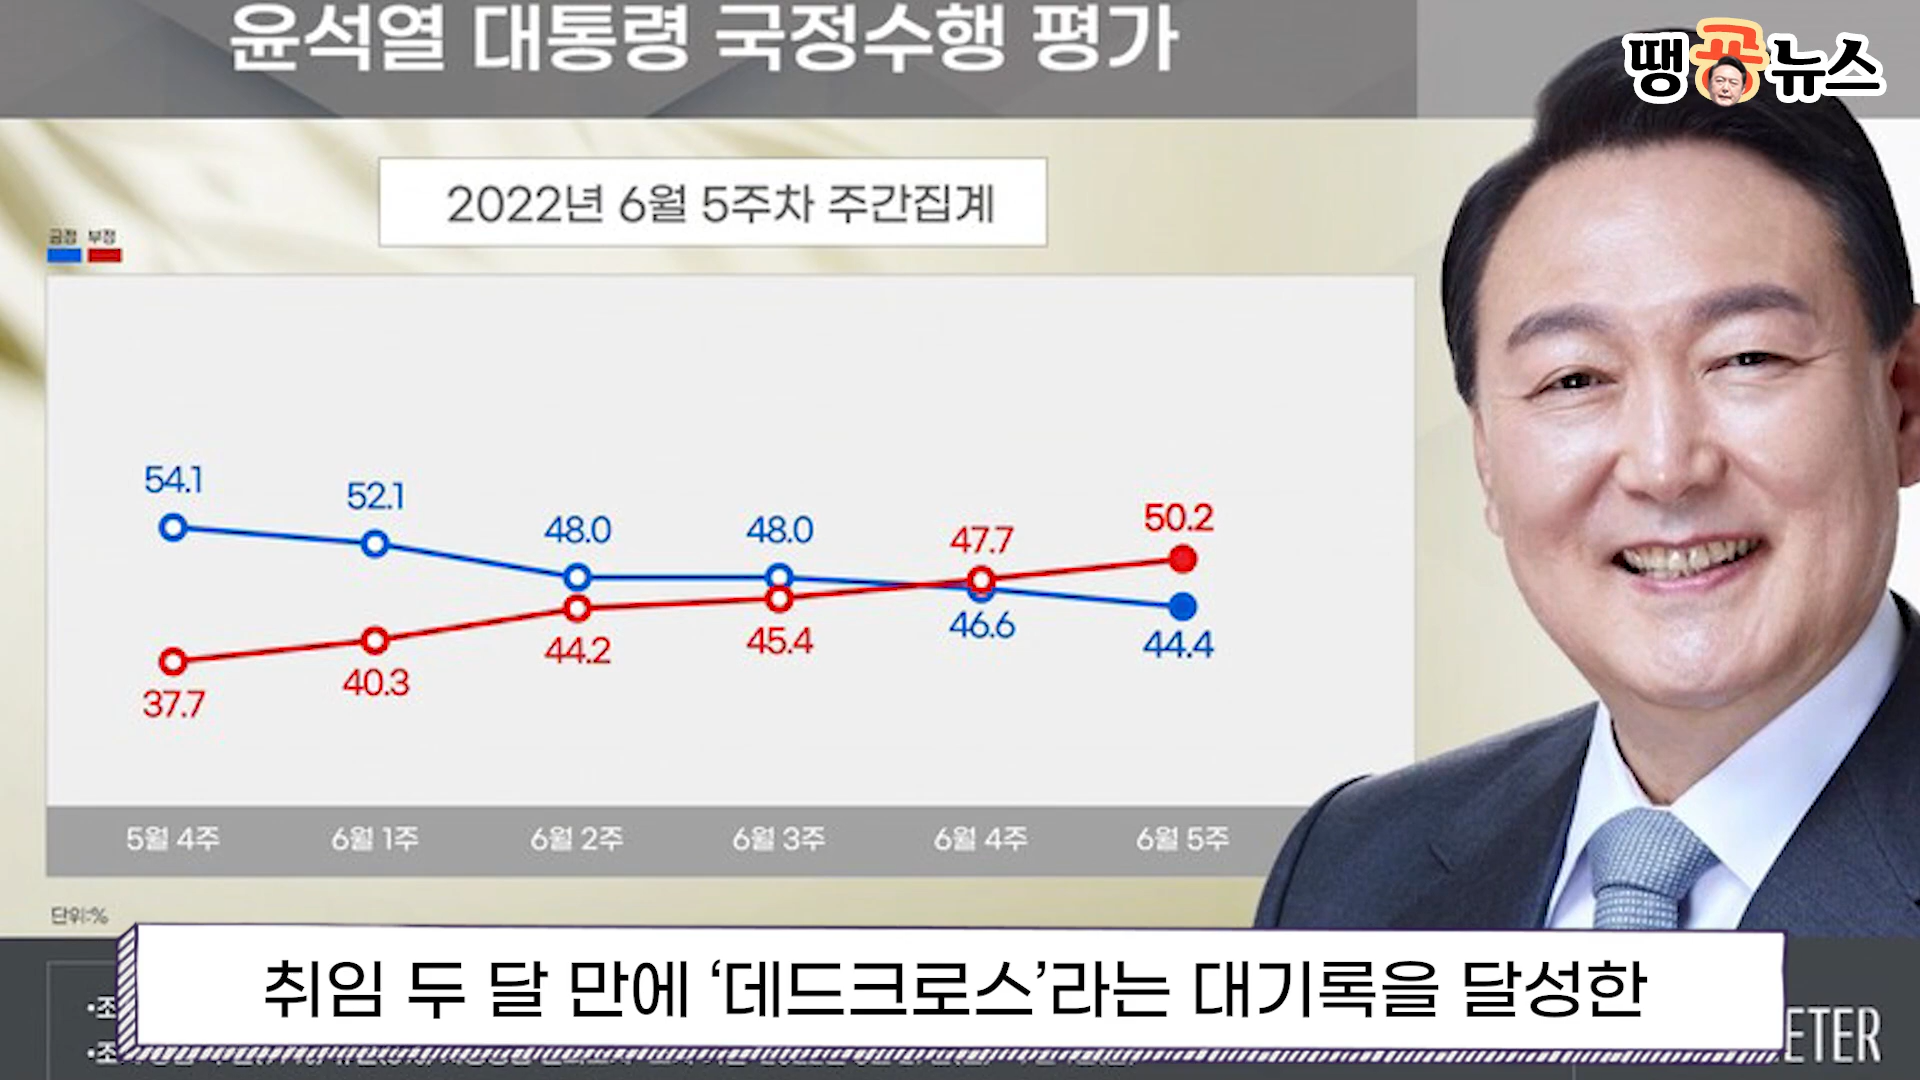 윤석열 대통령 국정수행 평가
땡콩뉴스
2022년 6월 5주차 주간집계
긍정 부정
54.1 52.1 48.0 48.0 47.7 50.2
37.7 40.3 44.2 45.4 46.6 44.4
5월 4주 6월 1주 6월 2주 6월 3주 6월 4주 6월 5주
단위:%
취임 두 달 만에 ‘데드크로스’라는 대기록을 달성한
ETER